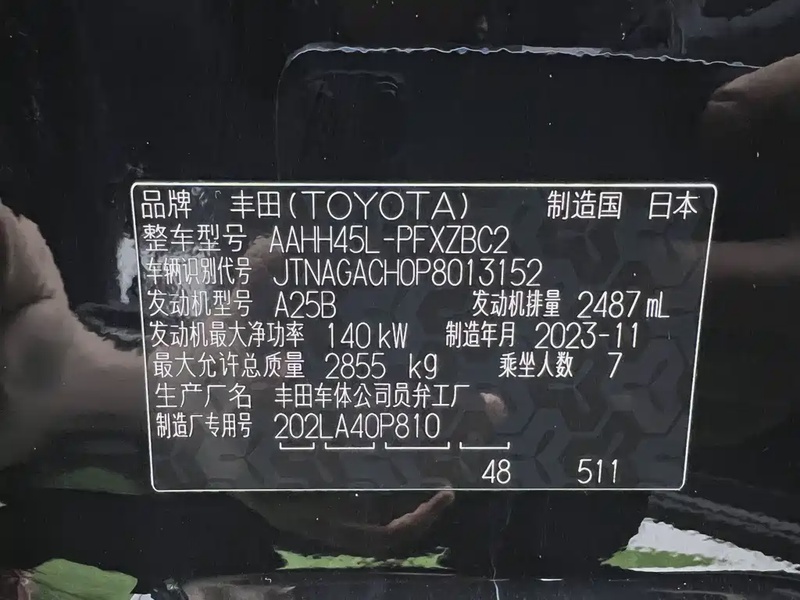 品牌 丰田(TOYOTA) 制造国 日本
整车型号 AAHH45L-PFXZBC2
车辆识别代号 JTNAGACH0P8013152
发动机型号 A25B 发动机排量 2487 mL
发动机最大净功率 140 kW 制造年月 2023-11
最大允许总质量 2855 kg 乘坐人数 7
生产厂名 丰田车体公司员弁工厂
制造厂专用号 202LA40P810
48 511